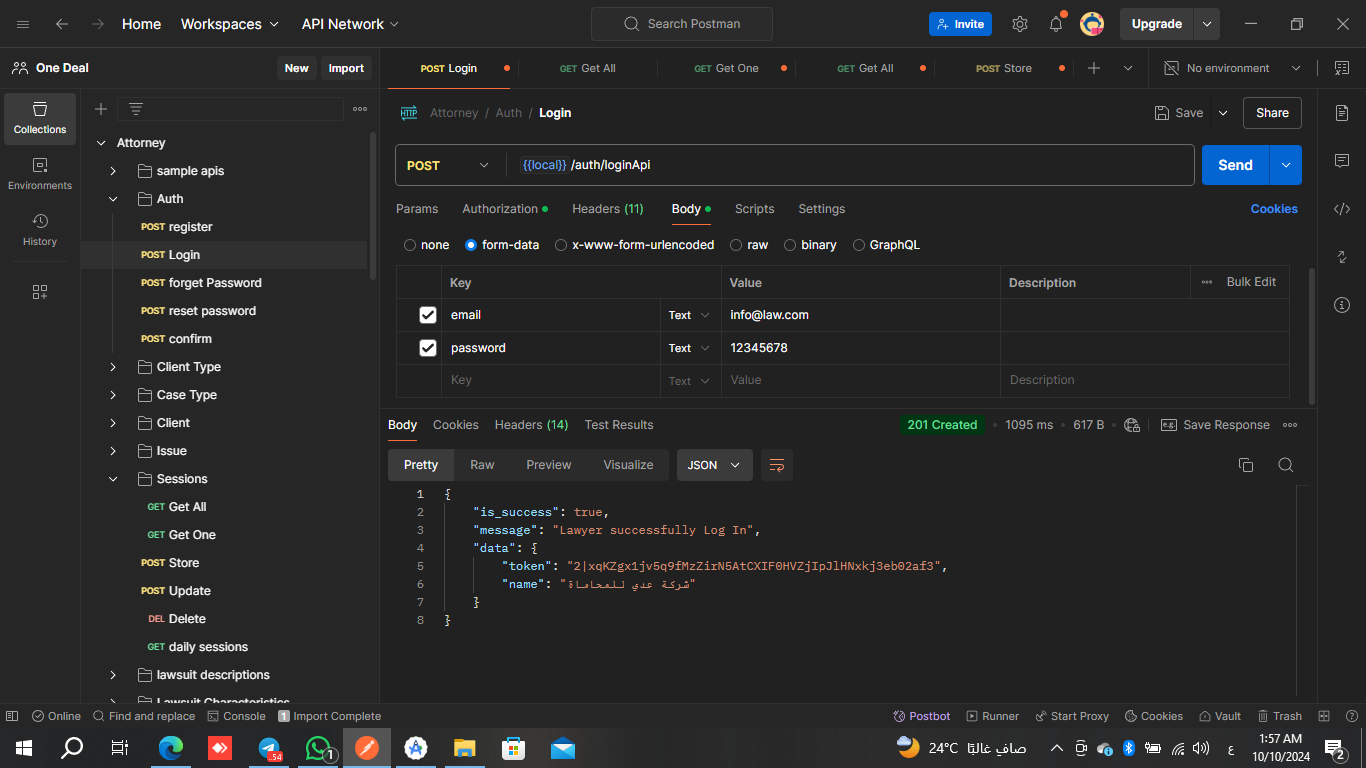 Home Workspaces API Network Search Postman Invite Upgrade
One Deal New Import POST Login GET Get All GET Get One GET Get All POST Store No environment
Collections
Environments
History
Attorney
sample apis
Auth
POST register
POST Login
POST forget Password
POST reset password
POST confirm
Client Type
Case Type
Client
Issue
Sessions
GET Get All
GET Get One
POST Store
POST Update
DEL Delete
GET daily sessions
lawsuit descriptions
Lawsuit Characteristics
HTTP Attorney / Auth / Login Save Share
POST {{local}} /auth/loginApi Send
Params Authorization Headers (11) Body Scripts Settings Cookies
none form-data x-www-form-urlencoded raw binary GraphQL
Key Value Description Bulk Edit
email Text info@law.com
password Text 12345678
Key Text Value Description
Body Cookies Headers (14) Test Results 201 Created 1095 ms 617 B e.g. Save Response
Pretty Raw Preview Visualize JSON
1 {
2 "is_success": true,
3 "message": "Lawyer successfully Log In",
4 "data": {
5 "token": "2|xqKZgx1jv5q9fMzZirN5AtCXIF0HVZjIpJlHNxkj3eb02af3",
6 "name": "شركة عدي للمحاماة"
7 }
8 }
Online Find and replace Console 1 Import Complete Postbot Runner Start Proxy Cookies Vault Trash
.54 1 24°C صافٍ غالبًا ع 1:57 AM
10/10/2024 2